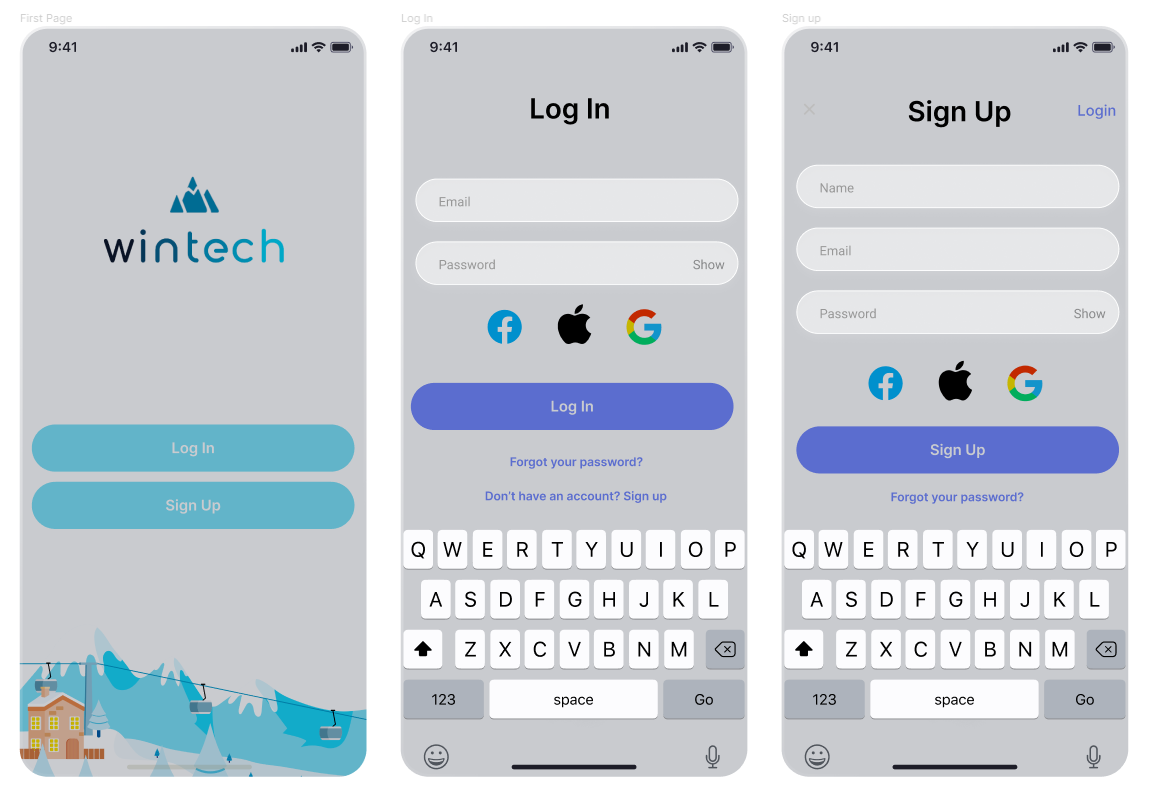 First Page
9:41
wintech
Log In
Sign Up
Log In
9:41
Log In
Email
Password Show
Log In
Forgot your password?
Don't have an account? Sign up
Q W E R T Y U I O P
A S D F G H J K L
Z X C V B N M
123 space Go
Sign up
9:41
Sign Up Login
Name
Email
Password Show
Sign Up
Forgot your password?
Q W E R T Y U I O P
A S D F G H J K L
Z X C V B N M
123 space Go